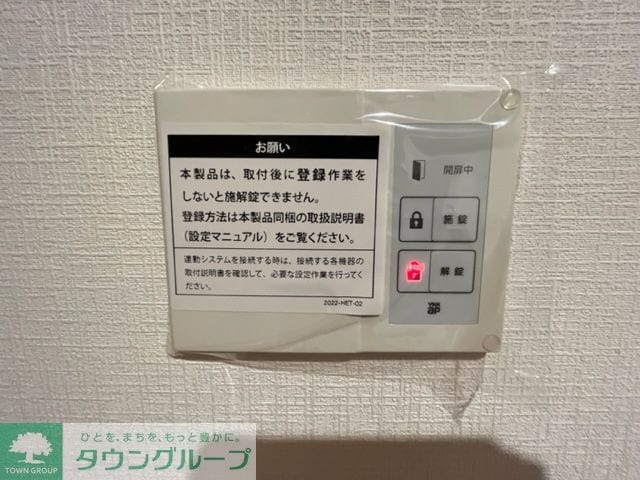 お願い
本製品は、取付後に登録作業を
しないと施解錠できません。
登録方法は本製品同梱の取扱説明書
（設定マニュアル）をご覧ください。
連動システムを接続する時は、接続する各機器の
取付説明書を確認して、必要な設定作業を行ってく
ださい。
2022-HET-02
開扉中
施錠
解錠
YKK
ap
ひとを、まちを、もっと豊かに。
タウングループ
TOWN GROUP